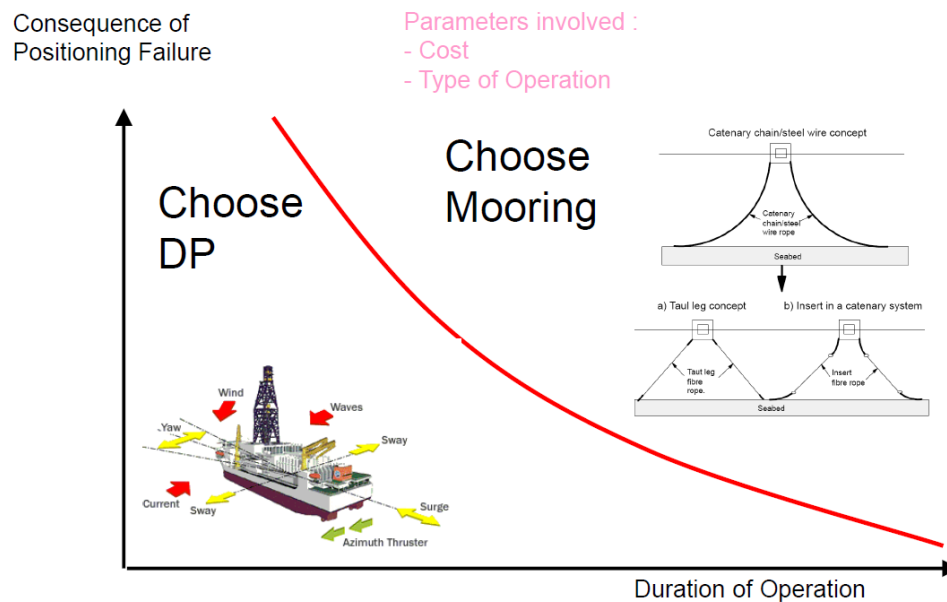 Consequence of
Positioning Failure
Parameters involved :
- Cost
- Type of Operation
Choose
DP
Choose
Mooring
Catenary chain/steel wire concept
Catenary
chain/steel
wire rope
Seabed
a) Taul leg concept
b) Insert in a catenary system
Taut leg
fibre
rope.
Insert
fibre rope
Seabed
Wind
Waves
Yaw
Sway
Current
Sway
Surge
Azimuth Thruster
Duration of Operation